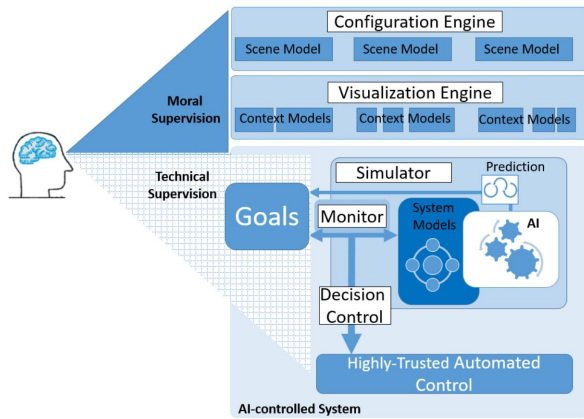 Configuration Engine
Scene Model
Scene Model
Scene Model
Visualization Engine
Moral
Supervision
Context Models
Context Models
Context Models
Technical
Supervision
Simulator
Prediction
Goals
Monitor
System
Models
AI
Decision
Control
Highly-Trusted Automated
Control
AI-controlled System